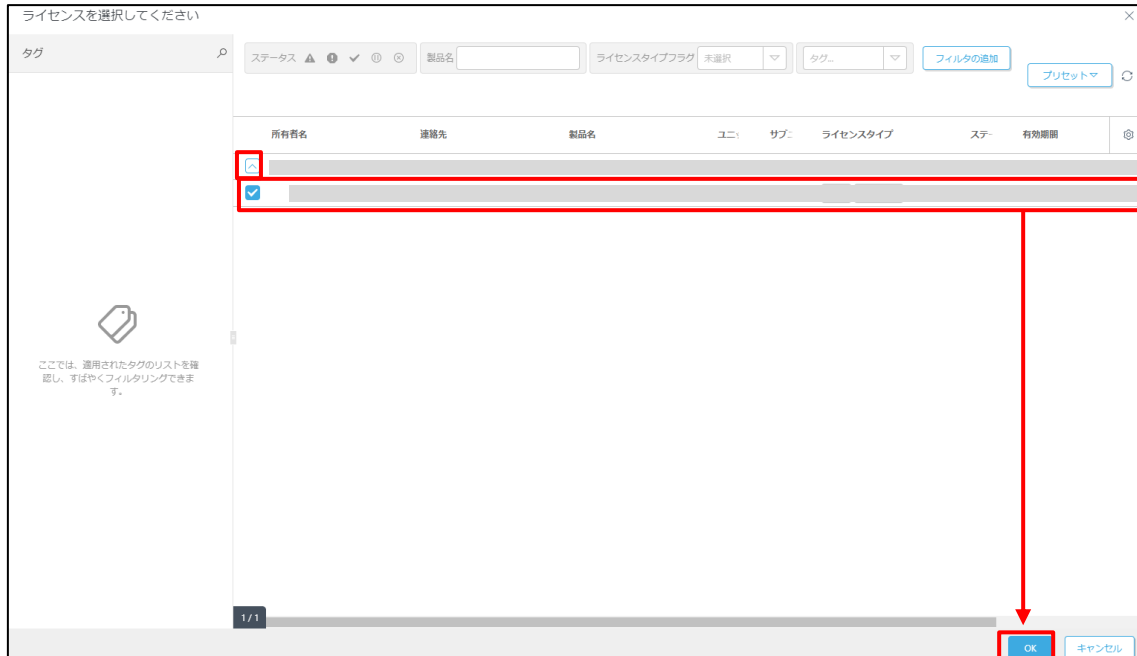 ライセンスを選択してください
タグ
ステータス
製品名
ライセンスタイプフラグ
未選択
タグ...
フィルタの追加
プリセット
所有者名
連絡先
製品名
ユニ
サブ
ライセンスタイプ
ステ
有効期間
ここでは、適用されたタグのリストを確
認し、すばやくフィルタリングできま
す。
1/1
OK
キャンセル